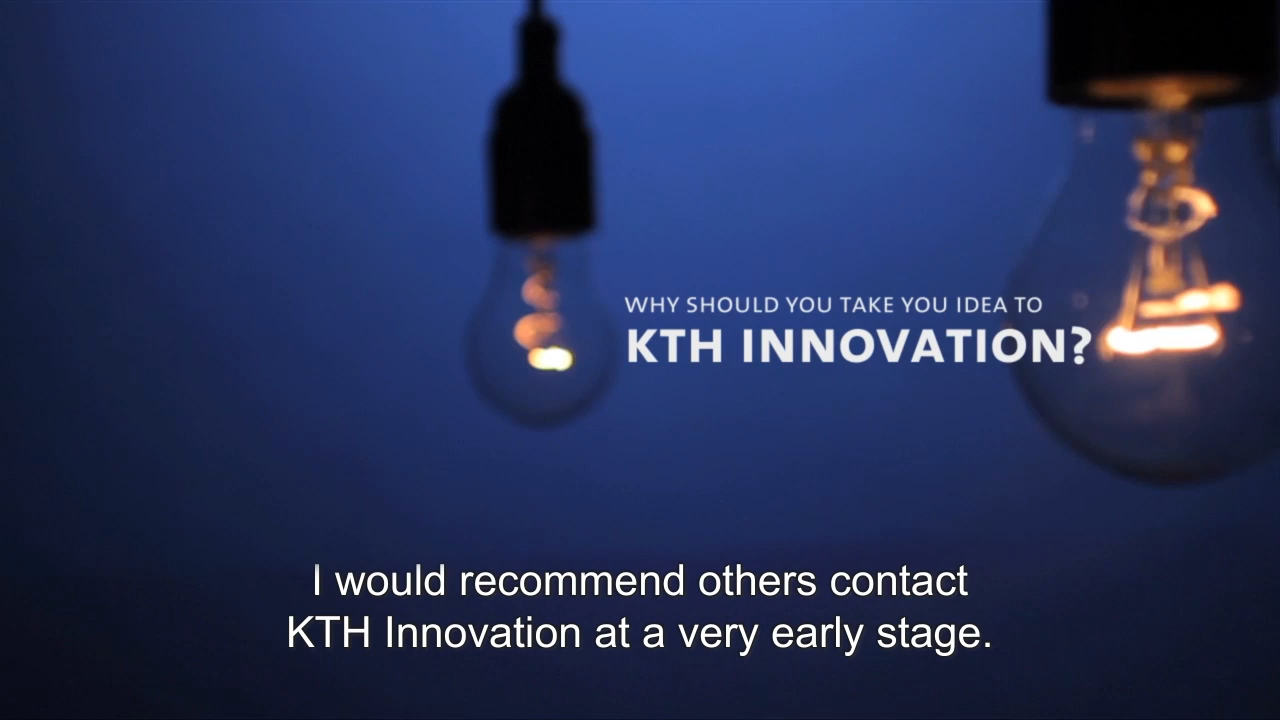 WHY SHOULD YOU TAKE YOU IDEA TO
KTH INNOVATION?
I would recommend others contact
KTH Innovation at a very early stage.